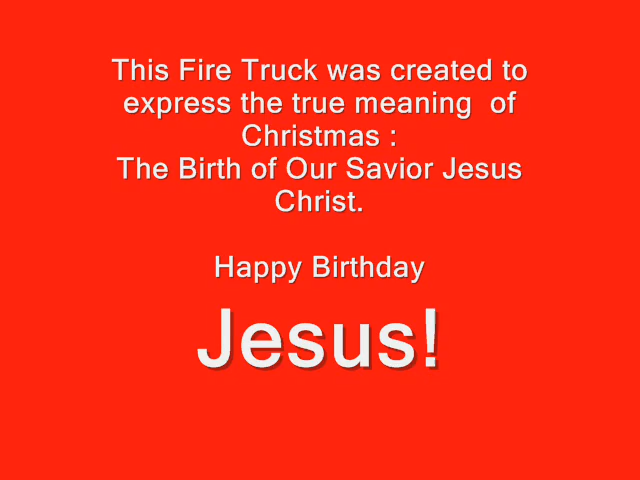 This Fire Truck was created to
express the true meaning  of
Christmas :
The Birth of Our Savior Jesus
Christ.
Happy Birthday
Jesus!